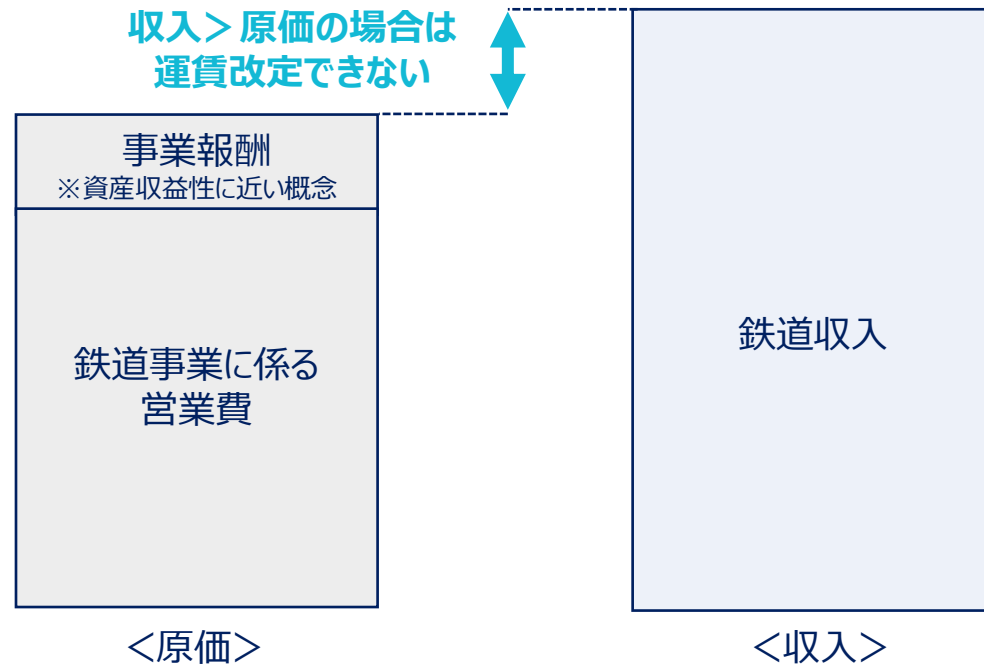 収入＞原価の場合は
運賃改定できない
事業報酬
※資産収益性に近い概念
鉄道事業に係る
営業費
鉄道収入
＜原価＞
＜収入＞